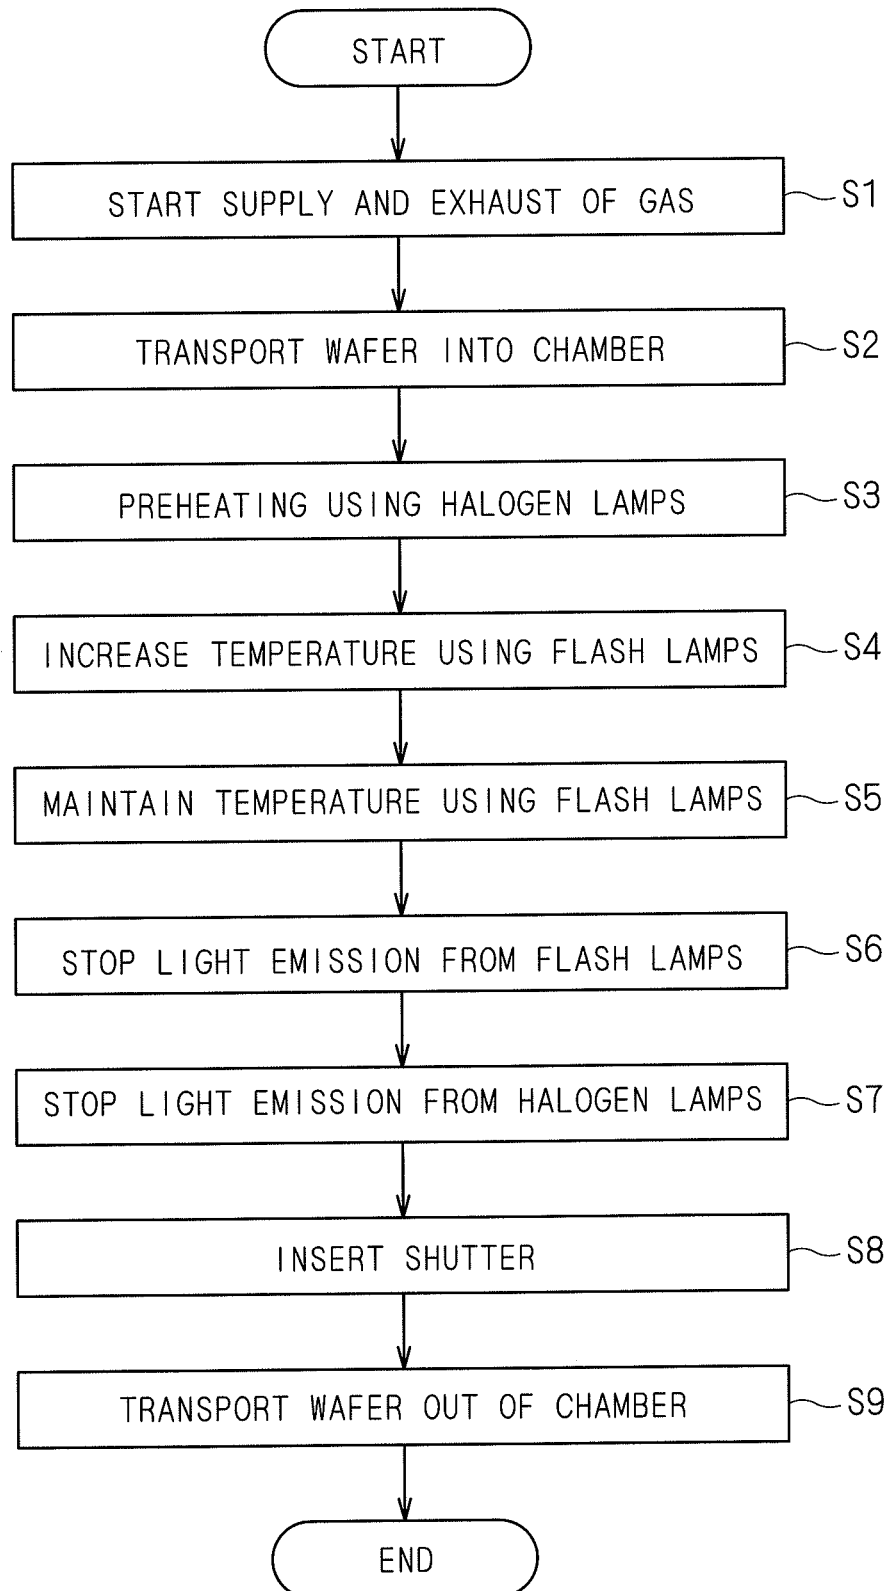 START
START SUPPLY AND EXHAUST OF GAS S1
TRANSPORT WAFER INTO CHAMBER S2
PREHEATING USING HALOGEN LAMPS S3
INCREASE TEMPERATURE USING FLASH LAMPS S4
MAINTAIN TEMPERATURE USING FLASH LAMPS S5
STOP LIGHT EMISSION FROM FLASH LAMPS S6
STOP LIGHT EMISSION FROM HALOGEN LAMPS S7
INSERT SHUTTER S8
TRANSPORT WAFER OUT OF CHAMBER S9
END